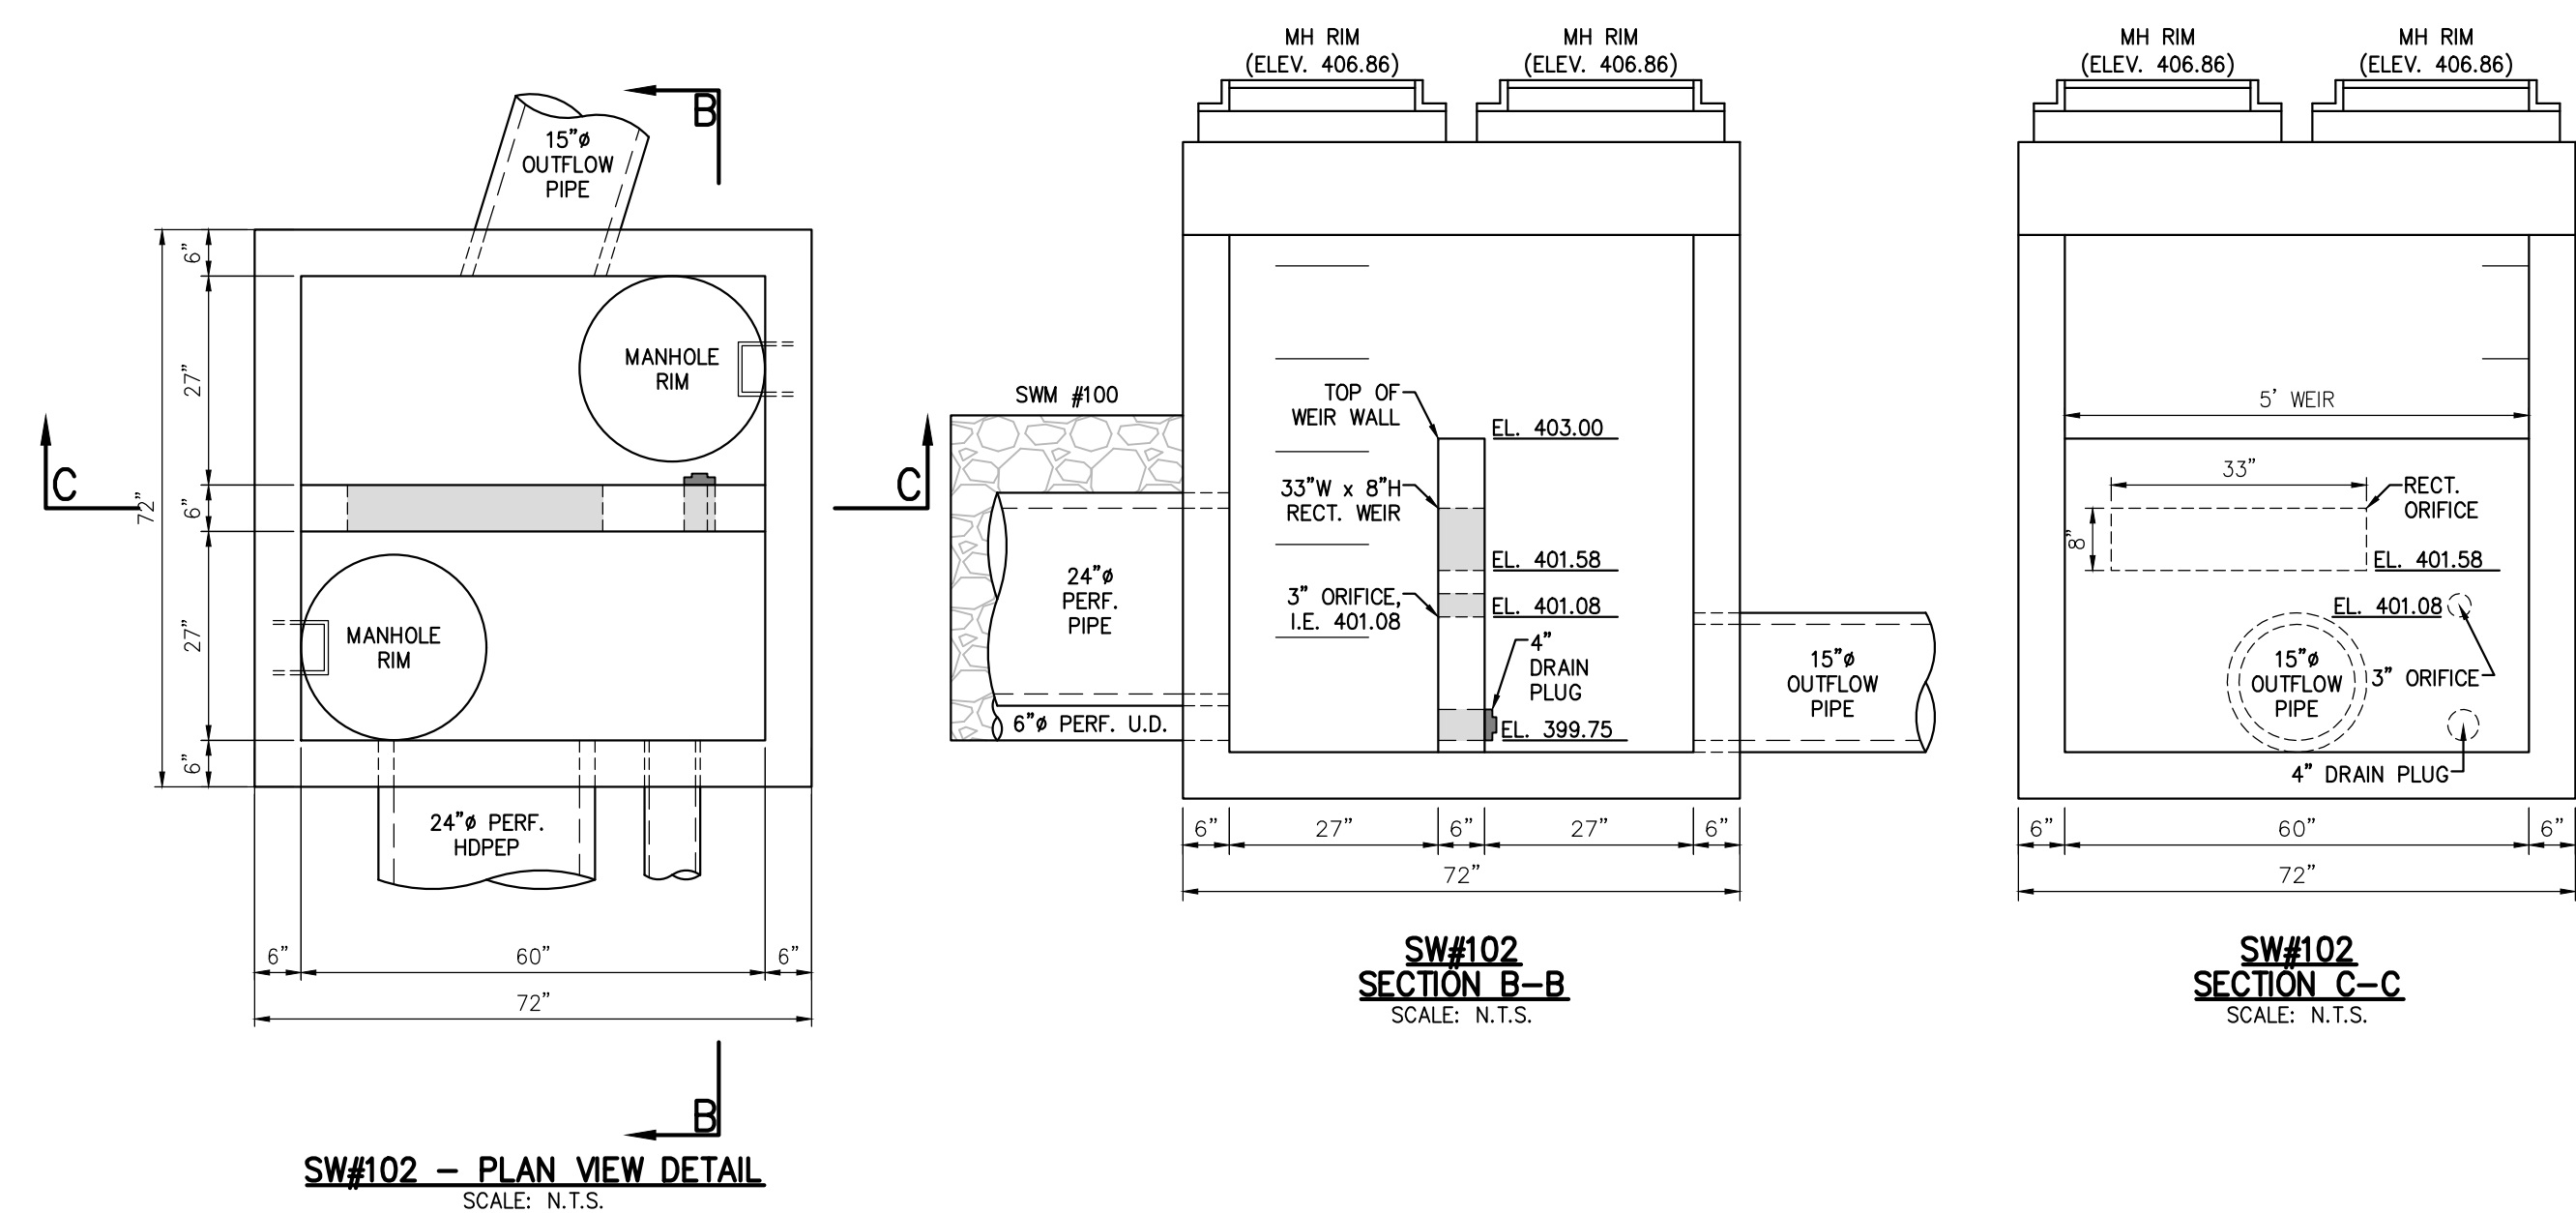 B
15”ø
OUTFLOW
PIPE
6”
27”
6”
27”
6”
72”
MANHOLE
RIM
C
C
MANHOLE
RIM
24”ø PERF.
HDPEP
6”
60”
6”
72”
B
SW#102 – PLAN VIEW DETAIL
SCALE: N.T.S.
MH RIM
(ELEV. 406.86)
MH RIM
(ELEV. 406.86)
SWM #100
TOP OF
WEIR WALL
EL. 403.00
33”W x 8”H
RECT. WEIR
EL. 401.58
3” ORIFICE,
I.E. 401.08
EL. 401.08
24”ø
PERF.
PIPE
4”
DRAIN
PLUG
6”ø PERF. U.D.
EL. 399.75
15”ø
OUTFLOW
PIPE
6”
27”
6”
27”
6”
72”
SW#102
SECTION B–B
SCALE: N.T.S.
MH RIM
(ELEV. 406.86)
MH RIM
(ELEV. 406.86)
5’ WEIR
33”
RECT.
ORIFICE
8”
EL. 401.58
EL. 401.08
15”ø
OUTFLOW
PIPE
3” ORIFICE
4” DRAIN PLUG
6”
60”
6”
72”
SW#102
SECTION C–C
SCALE: N.T.S.